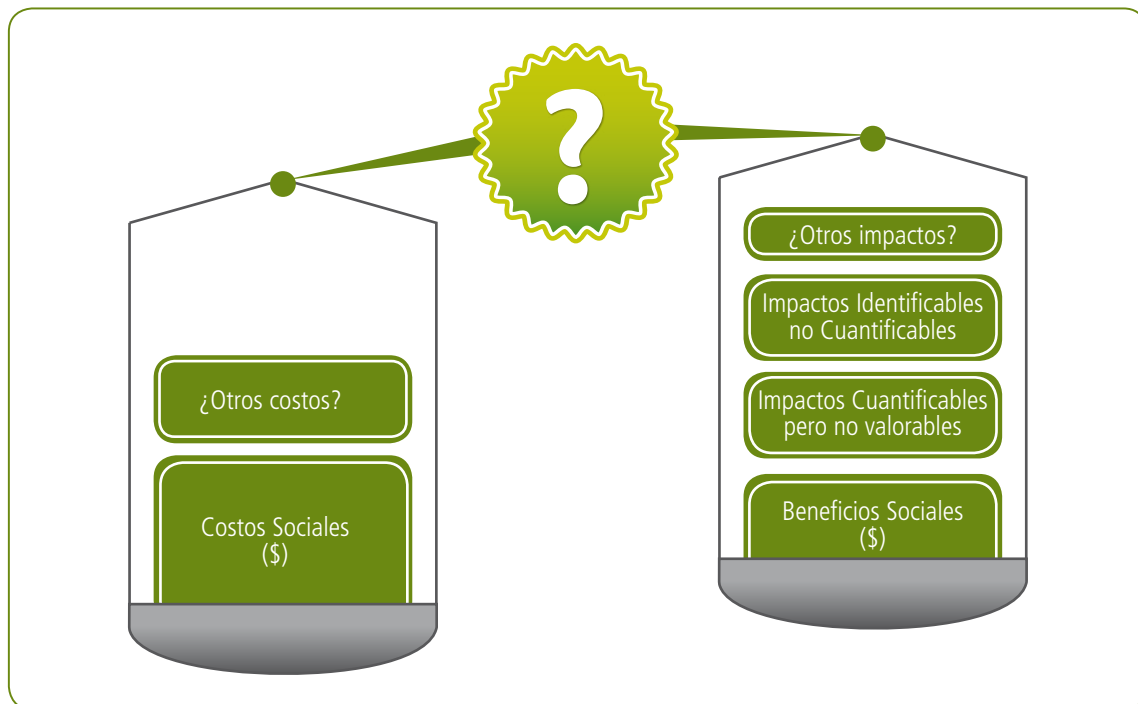 ?
¿Otros costos?
Costos Sociales
($)
¿Otros impactos?
Impactos Identificables
no Cuantificables
Impactos Cuantificables
pero no valorables
Beneficios Sociales
($)